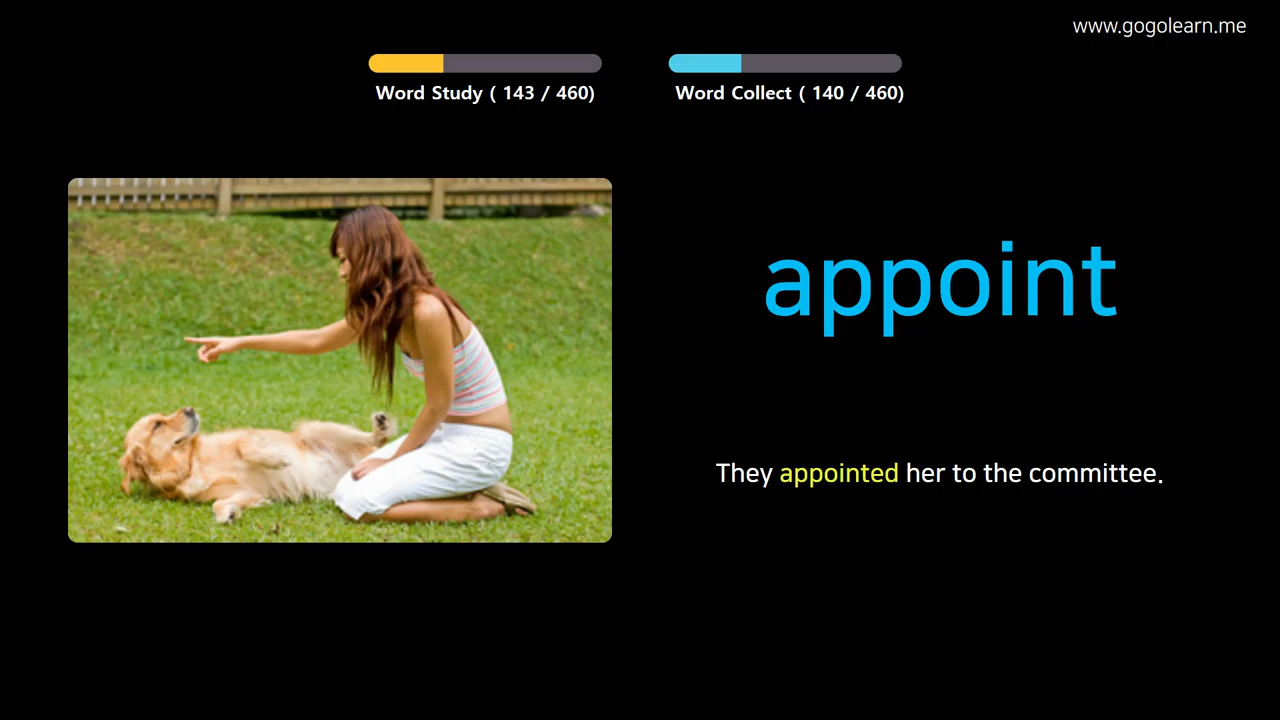 www.gogolearn.me
Word Study ( 143 / 460)
Word Collect ( 140 / 460)
appoint
They appointed her to the committee.